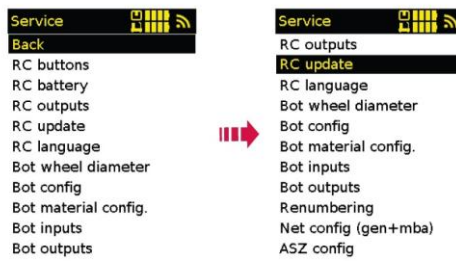 Service
Back
RC buttons
RC battery
RC outputs
RC update
RC language
Bot wheel diameter
Bot config
Bot material config.
Bot inputs
Bot outputs
Service
RC outputs
RC update
RC language
Bot wheel diameter
Bot config
Bot material config.
Bot inputs
Bot outputs
Renumbering
Net config (gen+mba)
ASZ config